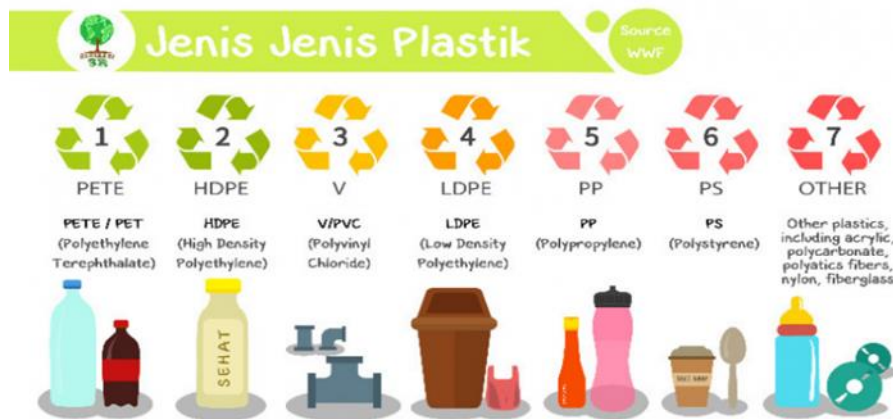 Jenis Jenis Plastik
Source
WWF
1
PETE
PETE / PET
(Polyethylene
Terephthalate)
2
HDPE
HDPE
(High Density
Polyethylene)
SEHAT
3
V
V/PVC
(Polyvinyl
Chloride)
4
LDPE
LDPE
(Low Density
Polyethylene)
5
PP
PP
(Polypropylene)
6
PS
PS
(Polystyrene)
7
OTHER
Other plastics,
including acrylic,
polycarbonate,
polyatics fibers,
nylon, fiberglass